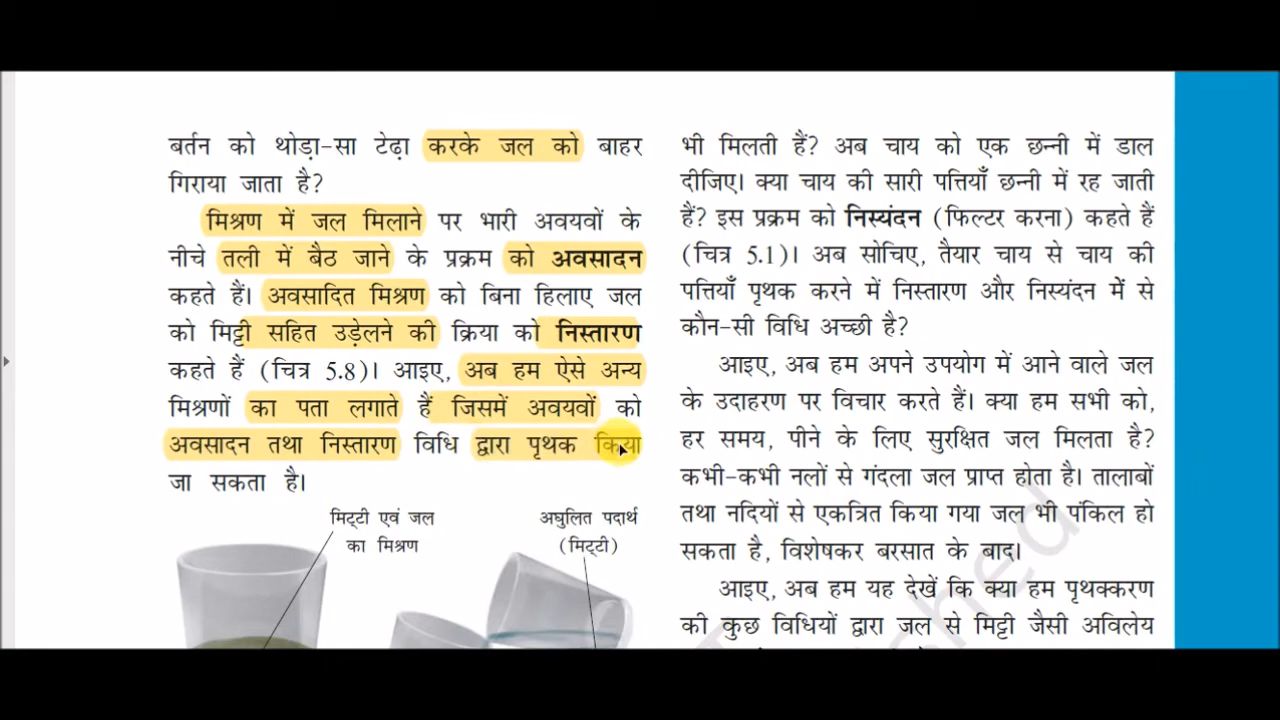 बर्तन को थोड़ा-सा टेढ़ा करके जल को बाहर
गिराया जाता है?
मिश्रण में जल मिलाने पर भारी अवयवों के
नीचे तली में बैठ जाने के प्रक्रम को अवसादन
कहते हैं। अवसादित मिश्रण को बिना हिलाए जल
को मिट्टी सहित उड़ेलने की क्रिया को निस्तारण
कहते हैं (चित्र 5.8)। आइए, अब हम ऐसे अन्य
मिश्रणों का पता लगाते हैं जिसमें अवयवों को
अवसादन तथा निस्तारण विधि द्वारा पृथक किया
जा सकता है।
मिट्टी एवं जल
का मिश्रण
अघुलित पदार्थ
(मिट्टी)
भी मिलती हैं? अब चाय को एक छन्नी में डाल
दीजिए। क्या चाय की सारी पत्तियाँ छन्नी में रह जाती
हैं? इस प्रक्रम को निस्यंदन (फिल्टर करना) कहते हैं
(चित्र 5.1)। अब सोचिए, तैयार चाय से चाय की
पत्तियाँ पृथक करने में निस्तारण और निस्यंदन में से
कौन-सी विधि अच्छी है?
आइए, अब हम अपने उपयोग में आने वाले जल
के उदाहरण पर विचार करते हैं। क्या हम सभी को,
हर समय, पीने के लिए सुरक्षित जल मिलता है?
कभी-कभी नलों से गंदला जल प्राप्त होता है। तालाबों
तथा नदियों से एकत्रित किया गया जल भी पंकिल हो
सकता है, विशेषकर बरसात के बाद।
आइए, अब हम यह देखें कि क्या हम पृथक्करण
की कुछ विधियों द्वारा जल से मिट्टी जैसी अविलेय